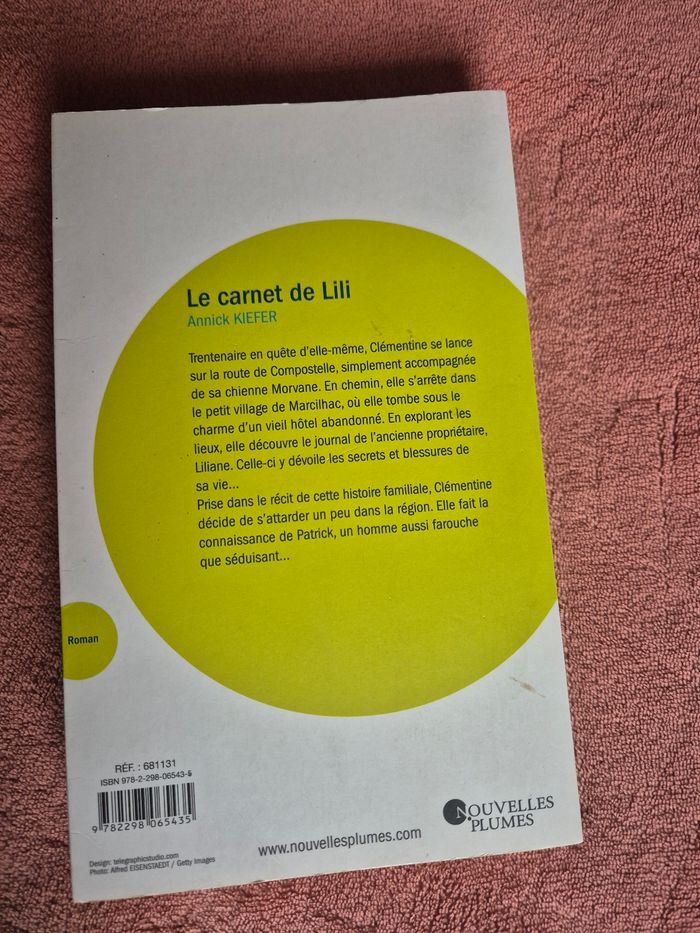 Le carnet de Lili
Annick KIEFER
Trentenaire en quête d'elle-même, Clémentine se lance
sur la route de Compostelle, simplement accompagnée
de sa chienne Morvane. En chemin, elle s'arrête dans
le petit village de Marcilhac, où elle tombe sous le
charme d'un vieil hôtel abandonné. En explorant les
lieux, elle découvre le journal de l'ancienne propriétaire,
Liliane. Celle-ci y dévoile les secrets et blessures de
sa vie...
Prise dans le récit de cette histoire familiale, Clémentine
décide de s'attarder un peu dans la région. Elle fait la
connaissance de Patrick, un homme aussi farouche
que séduisant...
Roman
RÉF. : 681131
ISBN 978-2-298-06543-5
9 782298 065435
NOUVELLES
PLUMES
www.nouvellesplumes.com
Design: telegraphicstudio.com
Photo: Alfred EISENSTAEDT / Getty Images